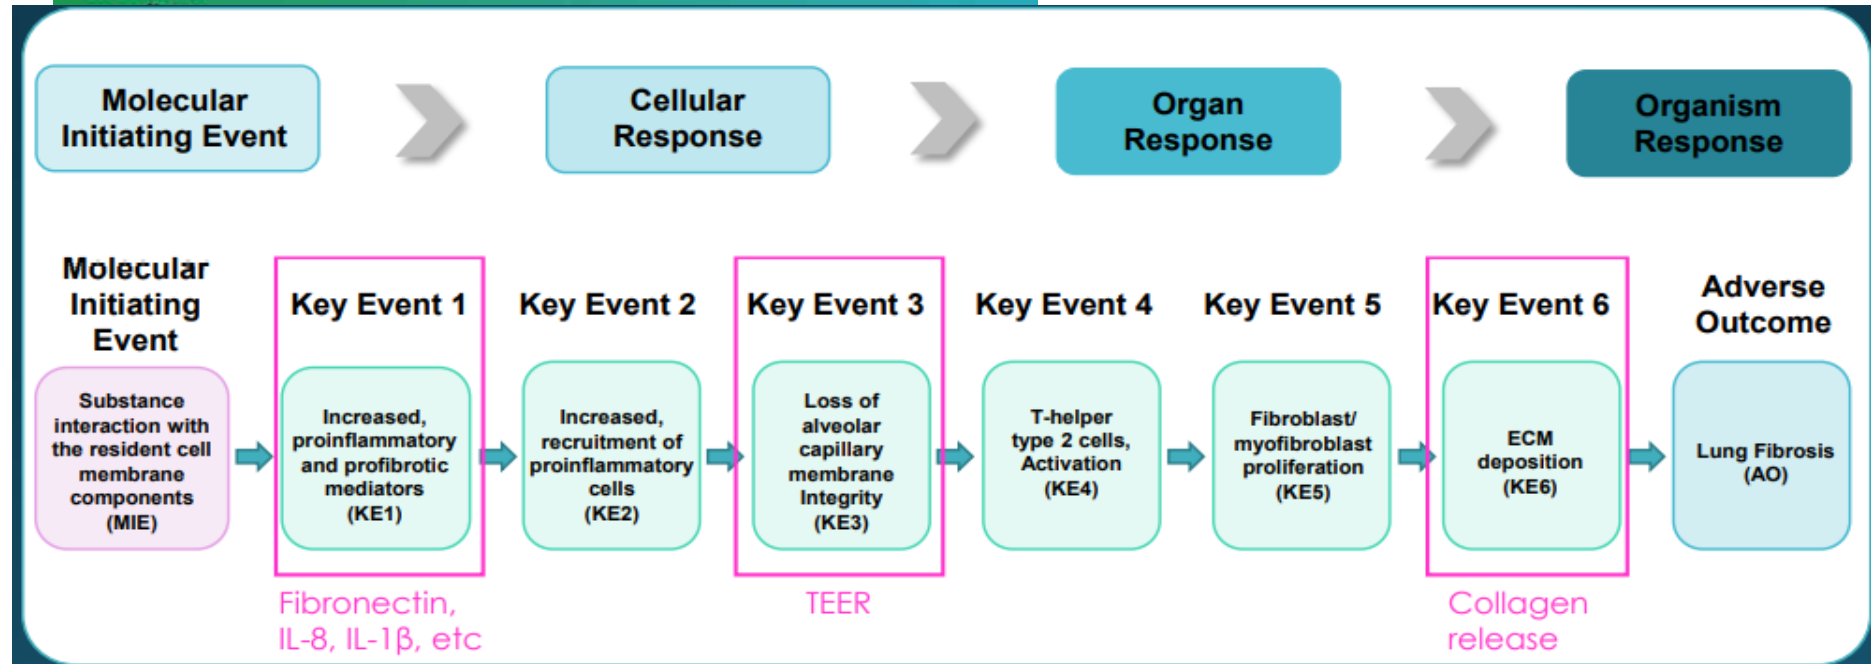 Molecular
Initiating Event
Cellular
Response
Organ
Response
Organism
Response
Molecular
Initiating
Event
Key Event 1
Key Event 2
Key Event 3
Key Event 4
Key Event 5
Key Event 6
Adverse
Outcome
Substance
interaction with
the resident cell
membrane
components
(MIE)
Increased,
proinflammatory
and profibrotic
mediators
(KE1)
Increased,
recruitment of
proinflammatory
cells
(KE2)
Loss of
alveolar
capillary
membrane
Integrity
(KE3)
T-helper
type 2 cells,
Activation
(KE4)
Fibroblast/
myofibroblast
proliferation
(KE5)
ECM
deposition
(KE6)
Lung Fibrosis
(AO)
Fibronectin,
IL-8, IL-1β, etc
TEER
Collagen
release